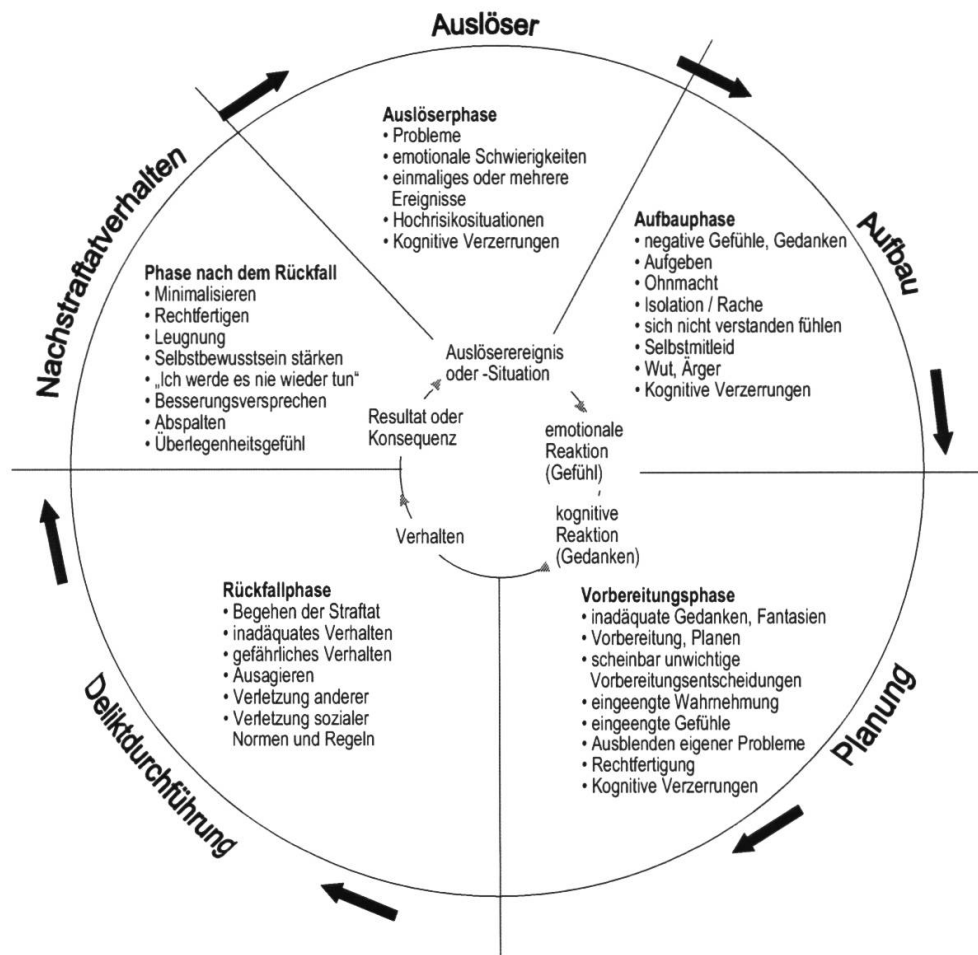 Auslöser
Auslöserphase
• Probleme
• emotionale Schwierigkeiten
• einmaliges oder mehrere
Ereignisse
• Hochrisikosituationen
• Kognitive Verzerrungen
Aufbau
Aufbauphase
• negative Gefühle, Gedanken
• Aufgeben
• Ohnmacht
• Isolation / Rache
• sich nicht verstanden fühlen
• Selbstmitleid
• Wut, Ärger
• Kognitive Verzerrungen
Planung
Vorbereitungsphase
• inadäquate Gedanken, Fantasien
• Vorbereitung, Planen
• scheinbar unwichtige
Vorbereitungsentscheidungen
• eingeengte Wahrnehmung
• eingeengte Gefühle
• Ausblenden eigener Probleme
• Rechtfertigung
• Kognitive Verzerrungen
Deliktdurchführung
Rückfallphase
• Begehen der Straftat
• inadäquates Verhalten
• gefährliches Verhalten
• Ausagieren
• Verletzung anderer
• Verletzung sozialer
Normen und Regeln
Nachstraftatverhalten
Phase nach dem Rückfall
• Minimalisieren
• Rechtfertigen
• Leugnung
• Selbstbewusstsein stärken
• „Ich werde es nie wieder tun“
• Besserungsversprechen
• Abspalten
• Überlegenheitsgefühl
Auslöserereignis
oder -Situation
emotionale
Reaktion
(Gefühl)
kognitive
Reaktion
(Gedanken)
Verhalten
Resultat oder
Konsequenz